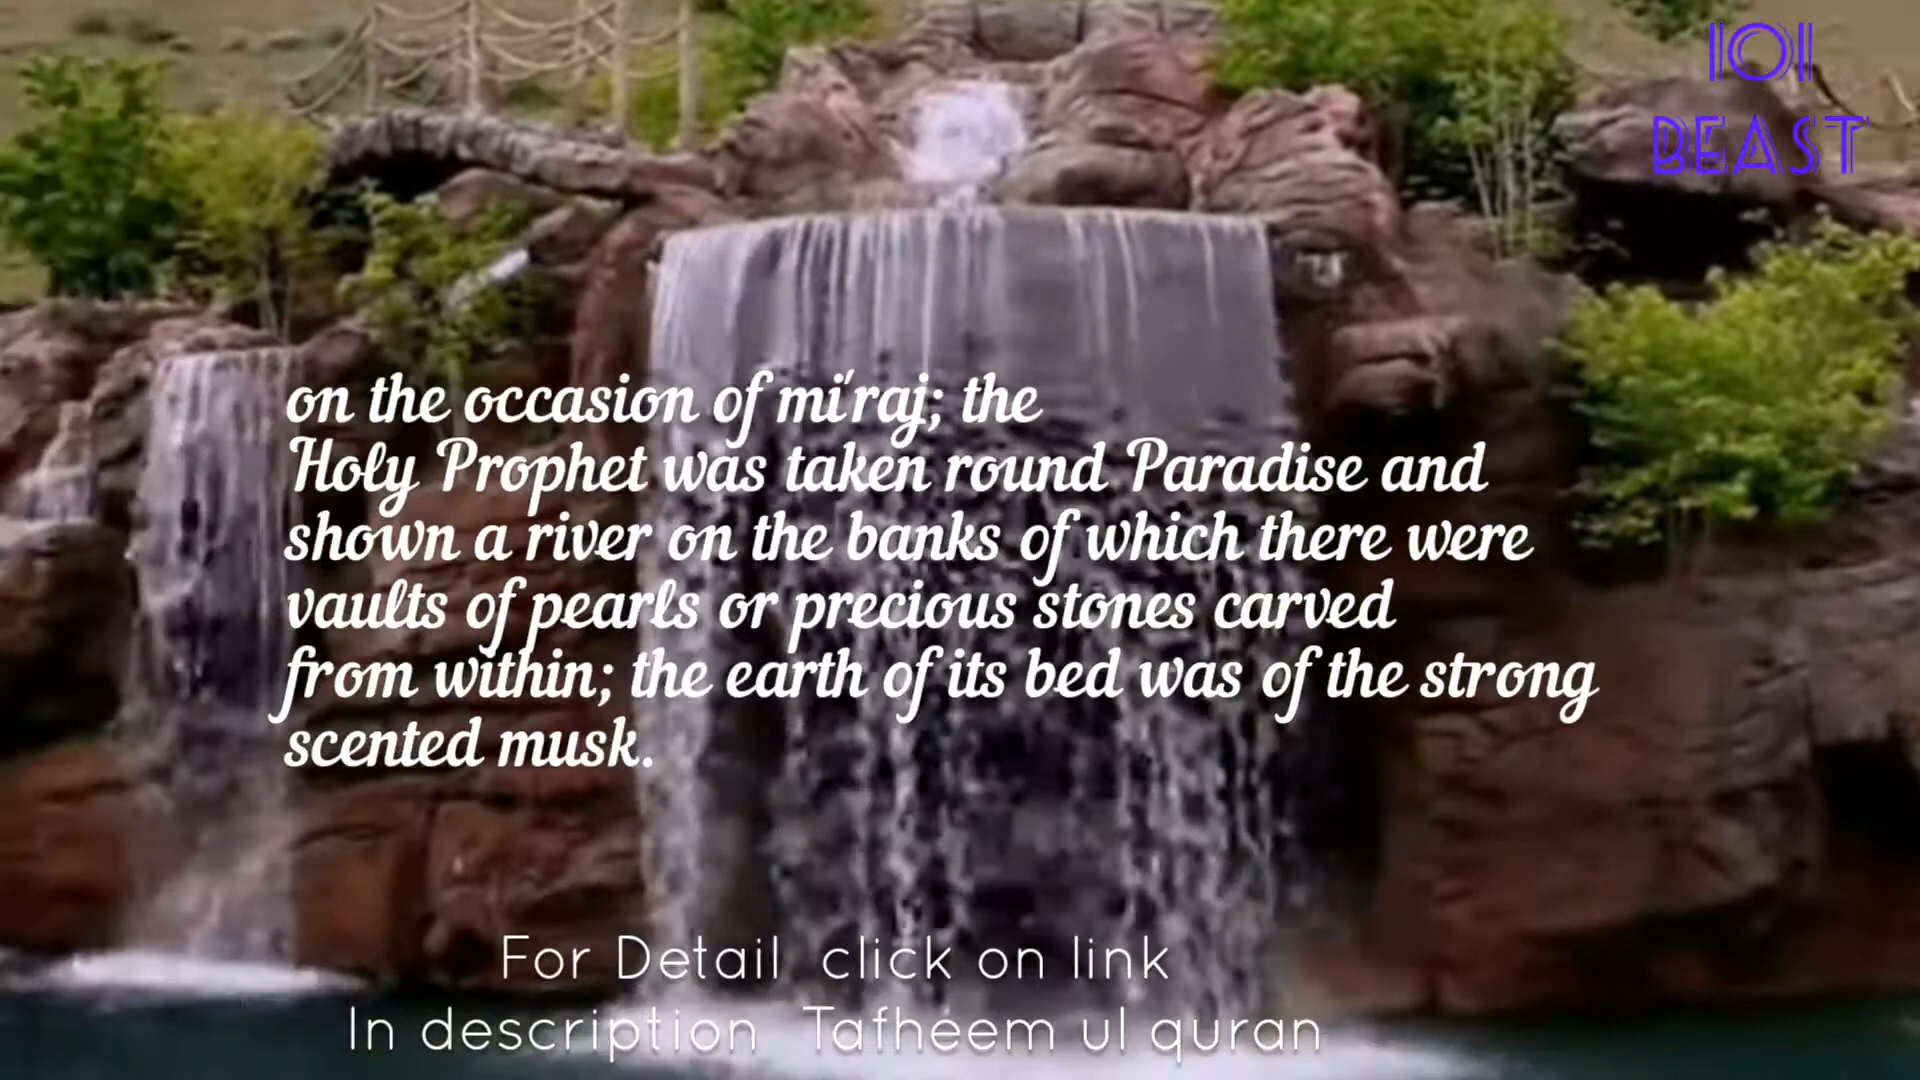 IOI
BEAST
on the occasion of mi'raj; the
Holy Prophet was taken round Paradise and
shown a river on the banks of which there were
vaults of pearls or precious stones carved
from within; the earth of its bed was of the strong
scented musk.
For Detail click on link
In description Tafheem ul quran